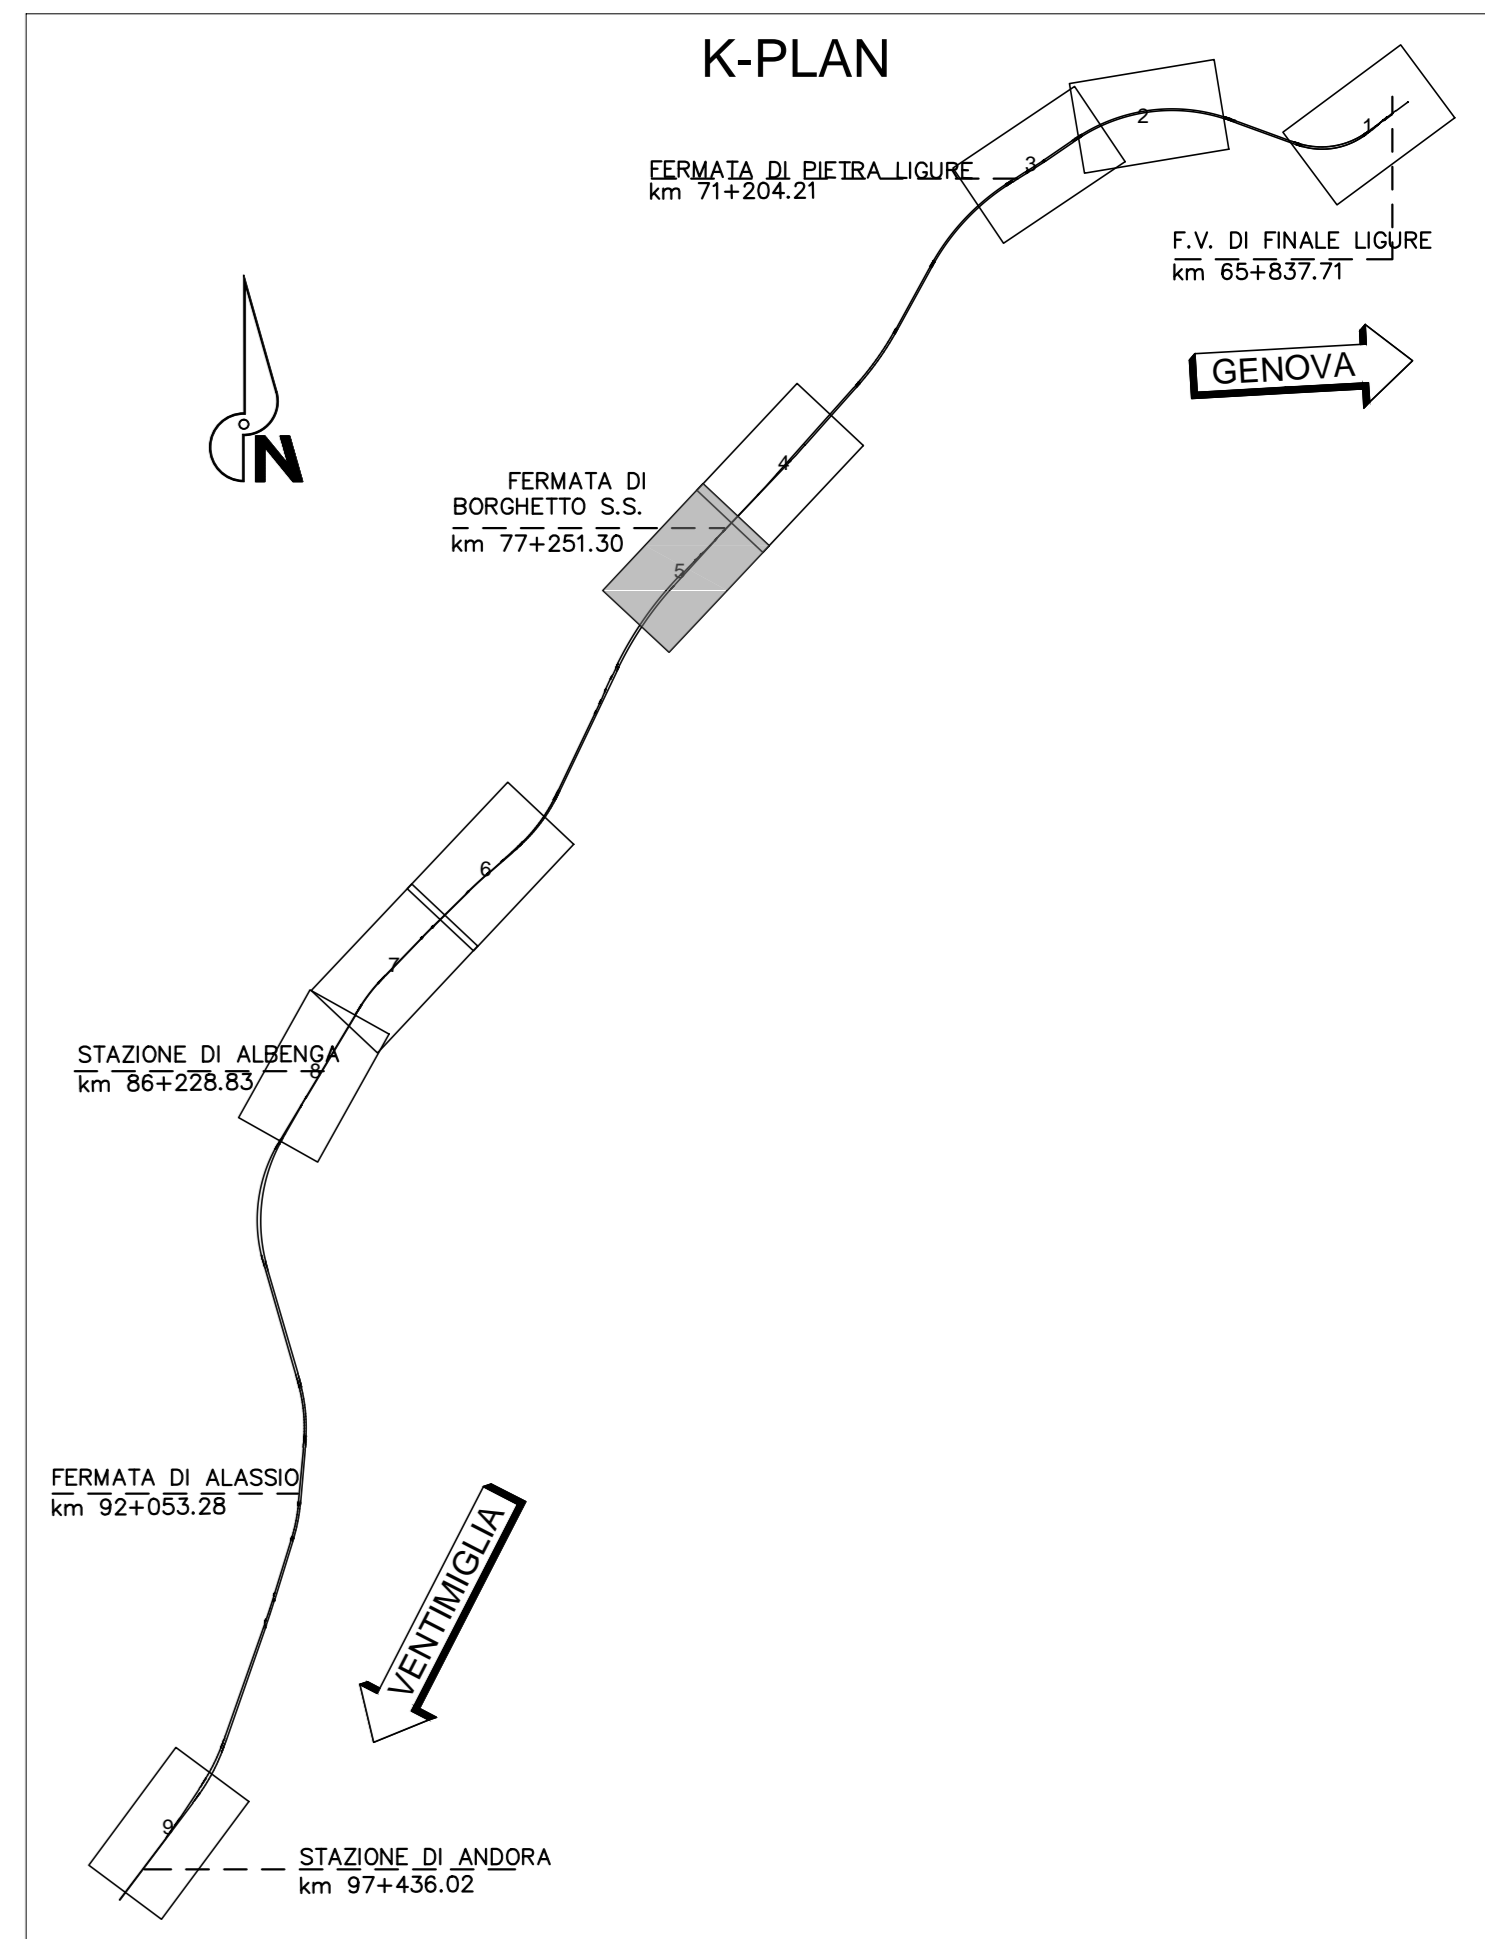 K-PLAN
1
2
3
FERMATA DI PIETRA LIGURE
km 71+204.21
F.V. DI FINALE LIGURE
km 65+837.71
GENOVA
N
4
FERMATA DI
BORGHETTO S.S.
km 77+251.30
5
6
7
STAZIONE DI ALBENGA
km 86+228.83
8
FERMATA DI ALASSIO
km 92+053.28
VENTIMIGLIA
9
STAZIONE DI ANDORA
km 97+436.02